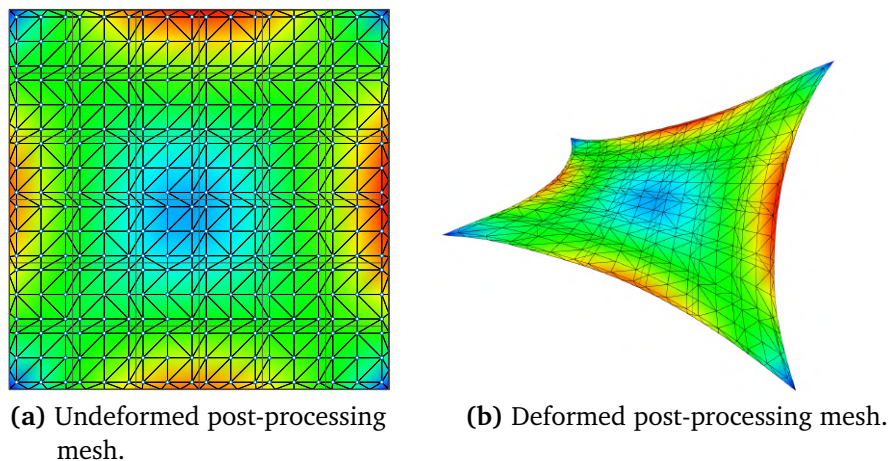 (a) Undeformed post-processing
mesh.
(b) Deformed post-processing mesh.